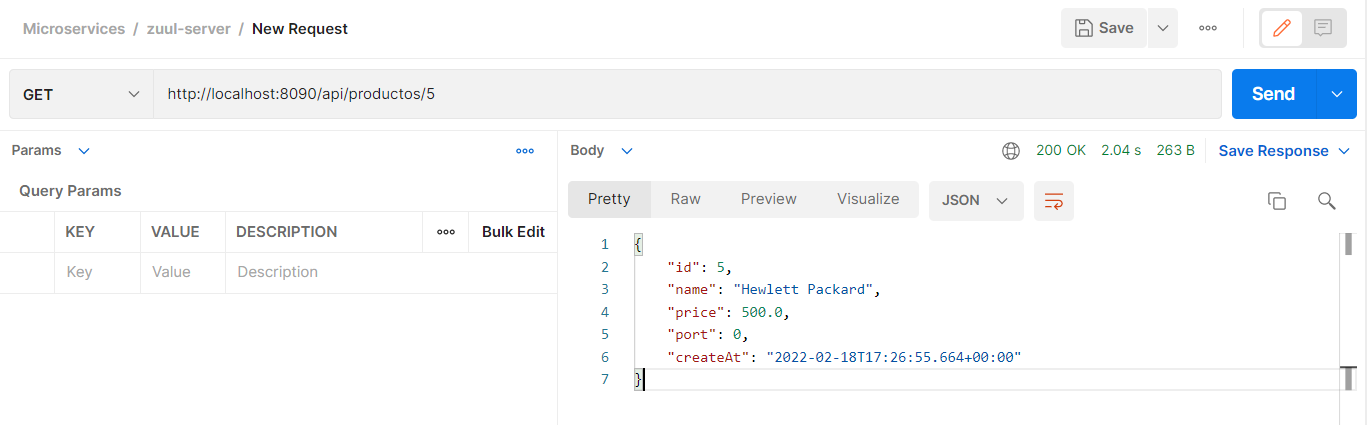 Microservices / zuul-server / New Request
Save
GET
http://localhost:8090/api/productos/5
Send
Params
Body
200 OK 2.04 s 263 B
Save Response
Query Params
Pretty Raw Preview Visualize
JSON
KEY VALUE DESCRIPTION
Bulk Edit
Key Value Description
1 {
2 "id": 5,
3 "name": "Hewlett Packard",
4 "price": 500.0,
5 "port": 0,
6 "createAt": "2022-02-18T17:26:55.664+00:00"
7 }